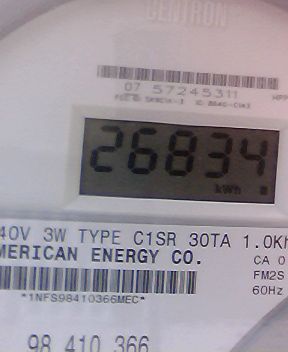 CENTRON
07 57245311
26834
kWh
40V 3W TYPE C1SR 30TA 1.0Kh
MERICAN ENERGY CO.
CA 0
FM2S
60Hz
*1NFS98410366MEC*
98 410 366